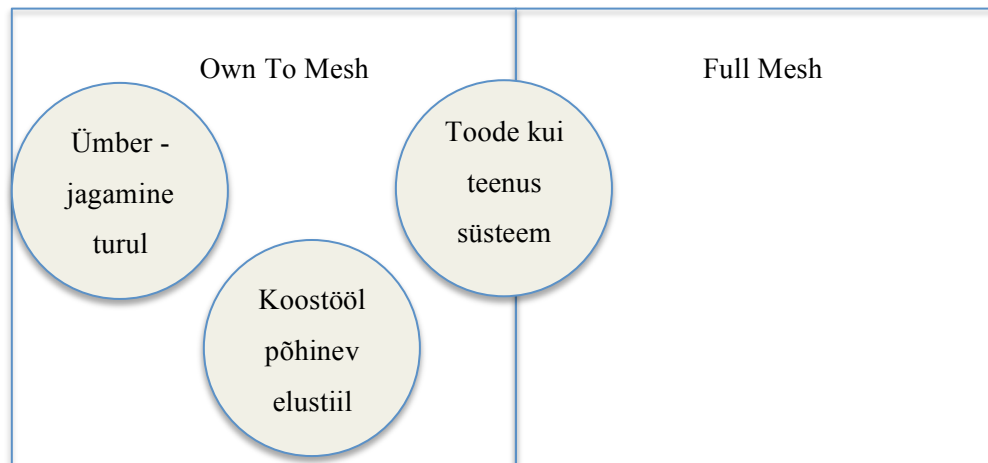 Own To Mesh
Full Mesh
Ümber -
jagamine
turul
Toode kui
teenus
süsteem
Koostööl
põhinev
elustiil